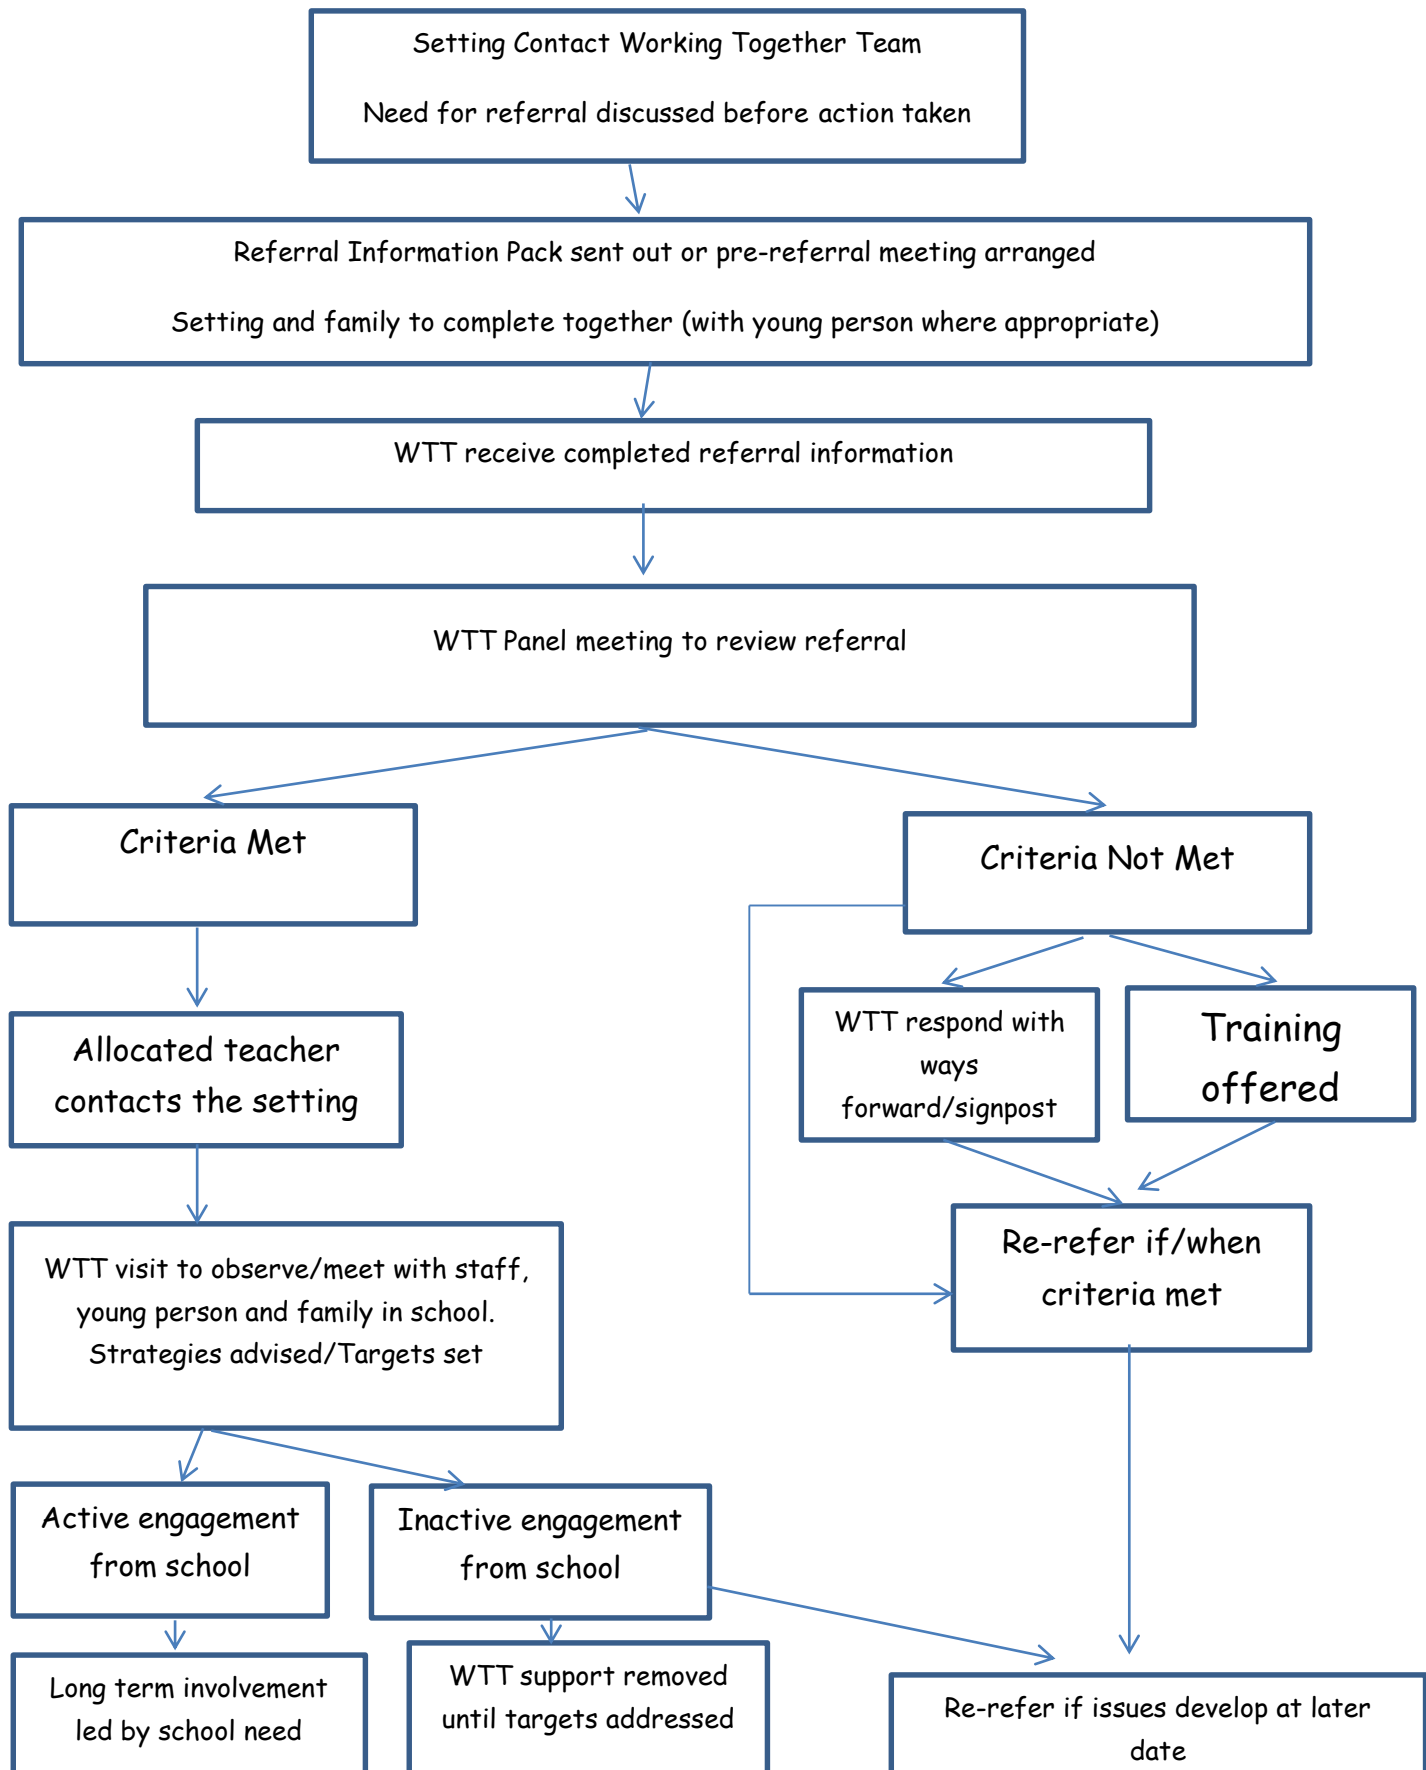 Setting Contact Working Together Team
Need for referral discussed before action taken
Referral Information Pack sent out or pre-referral meeting arranged
Setting and family to complete together (with young person where appropriate)
WTT receive completed referral information
WTT Panel meeting to review referral
Criteria Met
Criteria Not Met
Allocated teacher
contacts the setting
WTT respond with
ways
forward/signpost
Training
offered
WTT visit to observe/meet with staff,
young person and family in school.
Strategies advised/Targets set
Re-refer if/when
criteria met
Active engagement
from school
Inactive engagement
from school
Long term involvement
led by school need
WTT support removed
until targets addressed
Re-refer if issues develop at later
date